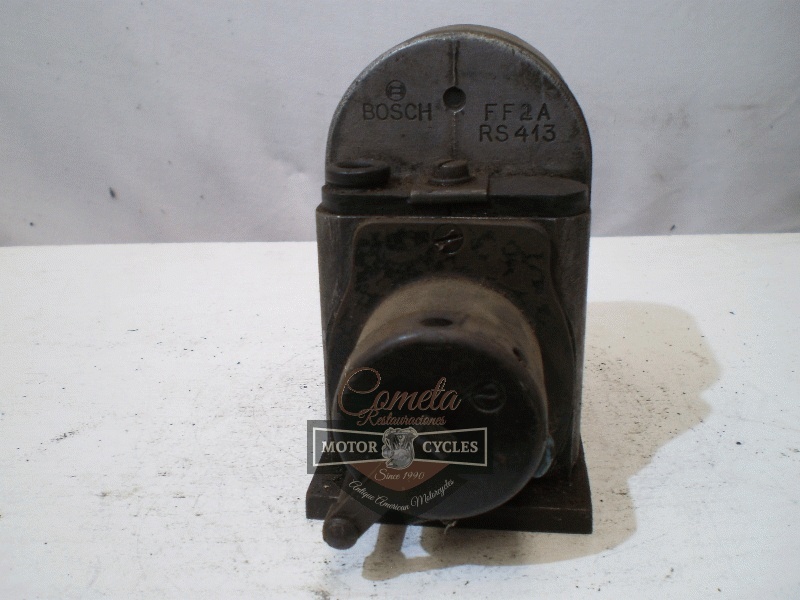 BOSCH FF2A
RS413
Cometa
Restauraciones
MOTOR CYCLES
Since 1990
Antique American Motorcycles